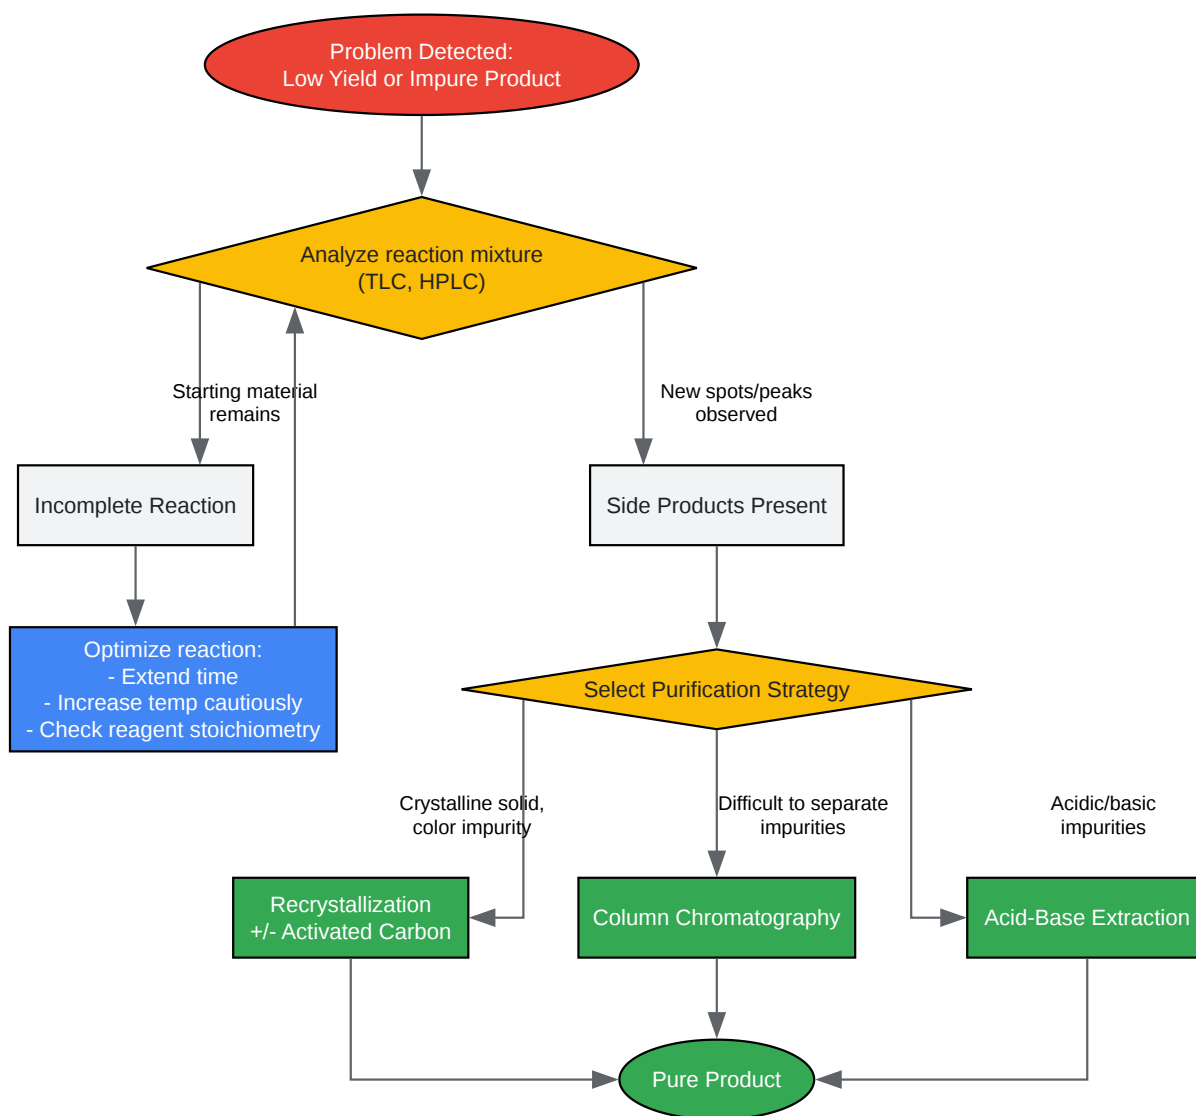 Problem Detected:
Low Yield or Impure Product
Analyze reaction mixture
(TLC, HPLC)
Starting material
remains
New spots/peaks
observed
Incomplete Reaction
Side Products Present
Optimize reaction:
- Extend time
- Increase temp cautiously
- Check reagent stoichiometry
Select Purification Strategy
Crystalline solid,
color impurity
Difficult to separate
impurities
Acidic/basic
impurities
Recrystallization
+/- Activated Carbon
Column Chromatography
Acid-Base Extraction
Pure Product